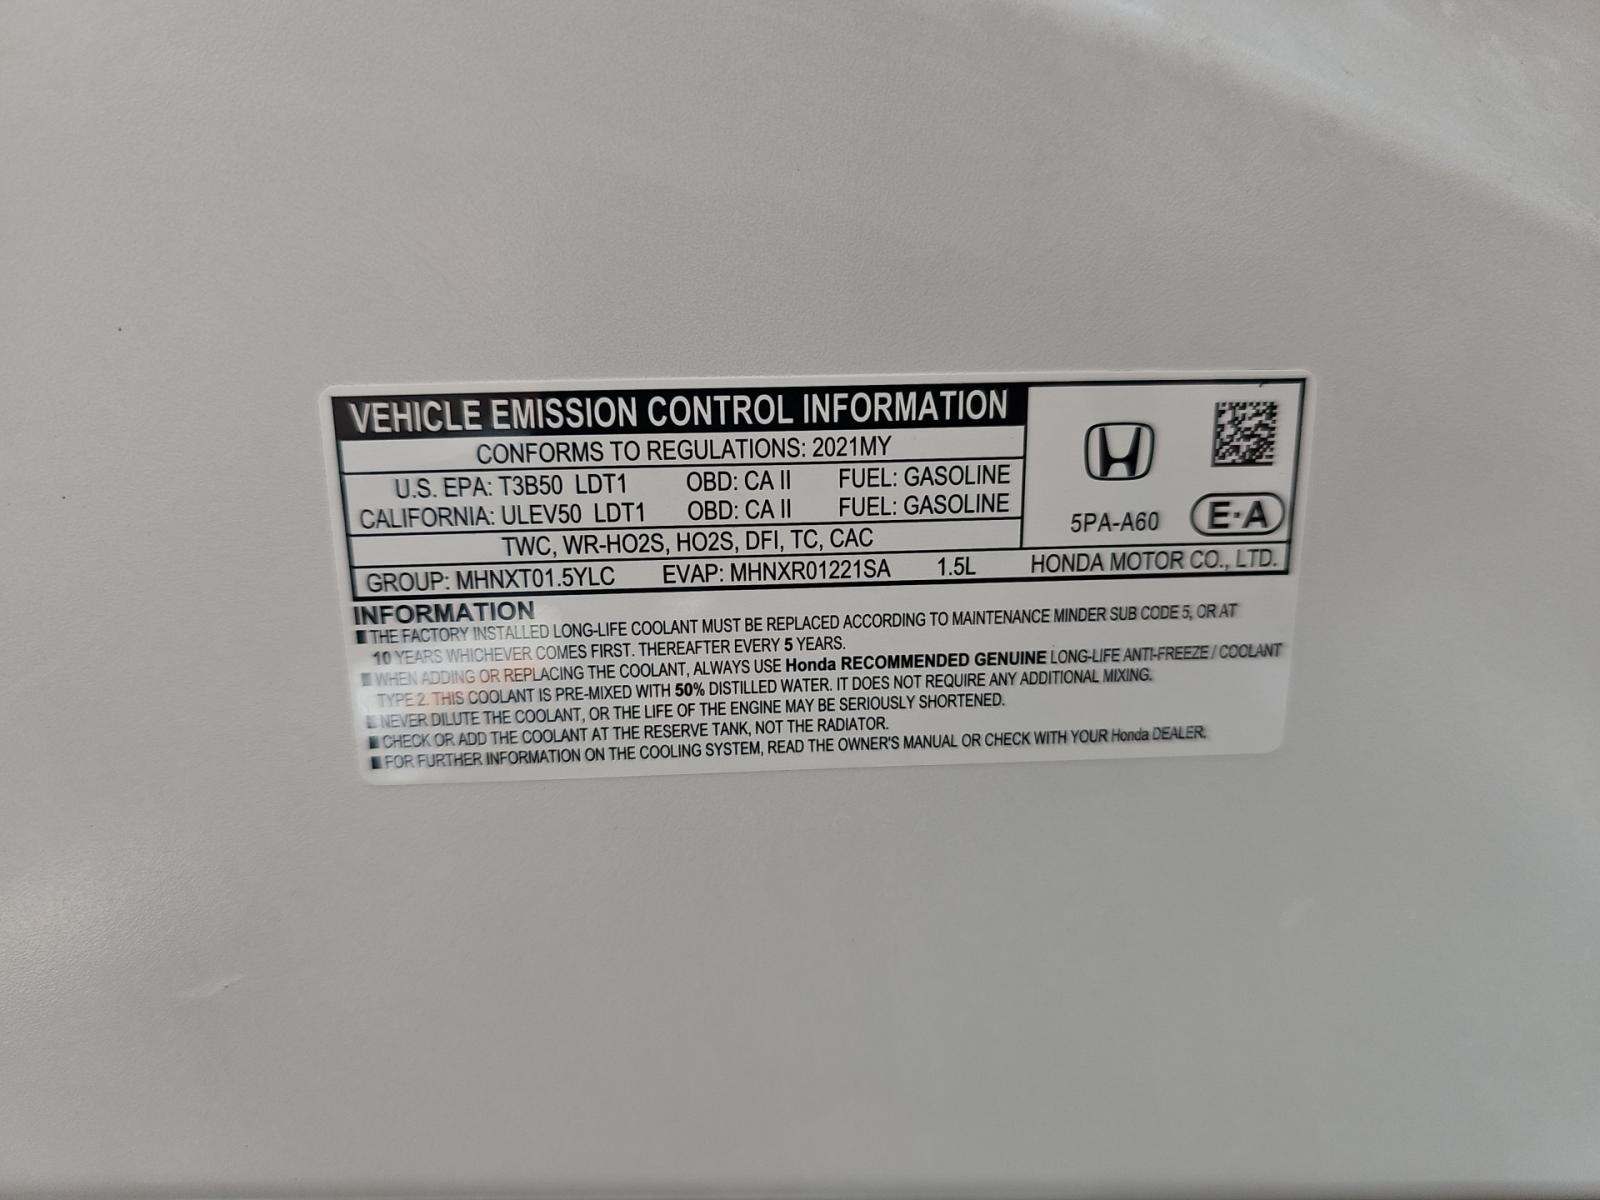 VEHICLE EMISSION CONTROL INFORMATION
CONFORMS TO REGULATIONS: 2021MY
U.S. EPA: T3B50 LDT1 OBD: CA II FUEL: GASOLINE
CALIFORNIA: ULEV50 LDT1 OBD: CA II FUEL: GASOLINE
TWC, WR-HO2S, HO2S, DFI, TC, CAC
5PA-A60 E·A
GROUP: MHNXT01.5YLC EVAP: MHNXR01221SA 1.5L HONDA MOTOR CO., LTD.
INFORMATION
■ THE FACTORY INSTALLED LONG-LIFE COOLANT MUST BE REPLACED ACCORDING TO MAINTENANCE MINDER SUB CODE 5, OR AT
10 YEARS WHICHEVER COMES FIRST. THEREAFTER EVERY 5 YEARS.
■ WHEN ADDING OR REPLACING THE COOLANT, ALWAYS USE Honda RECOMMENDED GENUINE LONG-LIFE ANTI-FREEZE / COOLANT
TYPE 2. THIS COOLANT IS PRE-MIXED WITH 50% DISTILLED WATER. IT DOES NOT REQUIRE ANY ADDITIONAL MIXING.
■ NEVER DILUTE THE COOLANT, OR THE LIFE OF THE ENGINE MAY BE SERIOUSLY SHORTENED.
■ CHECK OR ADD THE COOLANT AT THE RESERVE TANK, NOT THE RADIATOR.
■ FOR FURTHER INFORMATION ON THE COOLING SYSTEM, READ THE OWNER'S MANUAL OR CHECK WITH YOUR Honda DEALER.